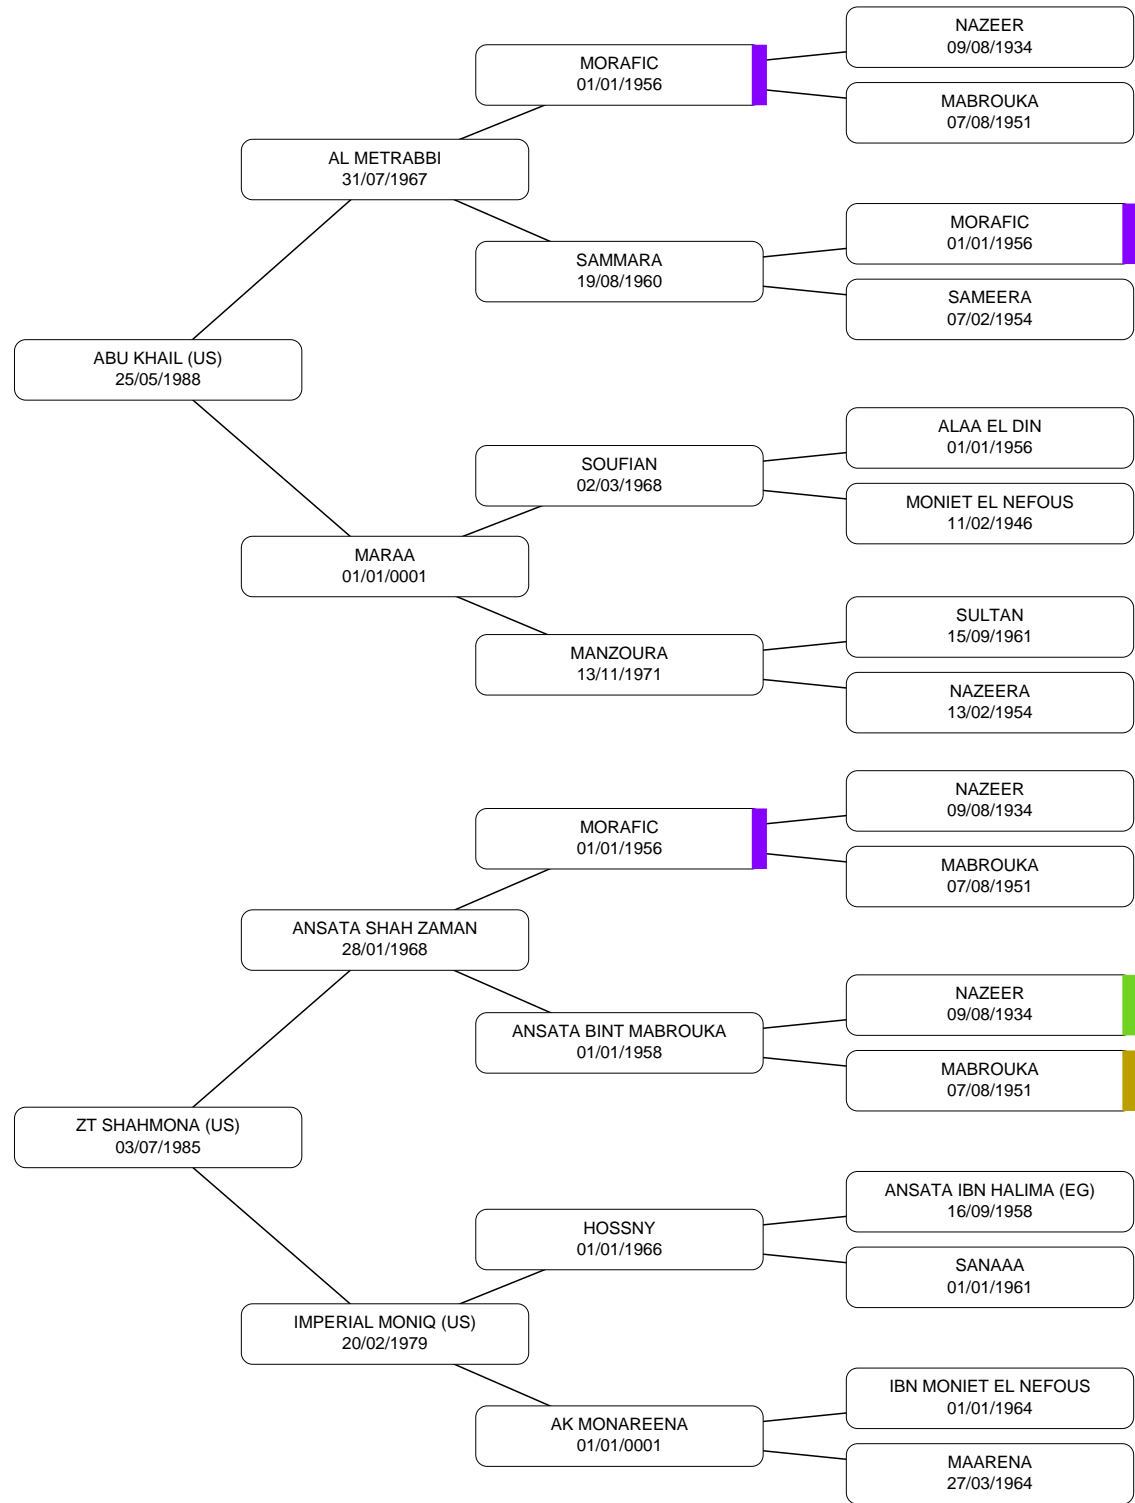 NAZEER
09/08/1934
MORAFIC
01/01/1956
MABROUKA
07/08/1951
AL METRABBI
31/07/1967
MORAFIC
01/01/1956
SAMMARA
19/08/1960
SAMEERA
07/02/1954
ABU KHAIL (US)
25/05/1988
ALAA EL DIN
01/01/1956
SOUFIAN
02/03/1968
MONIET EL NEFOUS
11/02/1946
MARAA
01/01/0001
SULTAN
15/09/1961
MANZOURA
13/11/1971
NAZEERA
13/02/1954
NAZEER
09/08/1934
MORAFIC
01/01/1956
MABROUKA
07/08/1951
ANSATA SHAH ZAMAN
28/01/1968
NAZEER
09/08/1934
ANSATA BINT MABROUKA
01/01/1958
MABROUKA
07/08/1951
ZT SHAHMONA (US)
03/07/1985
ANSATA IBN HALIMA (EG)
16/09/1958
HOSSNY
01/01/1966
SANAAA
01/01/1961
IMPERIAL MONIQ (US)
20/02/1979
IBN MONIET EL NEFOUS
01/01/1964
AK MONAREENA
01/01/0001
MAARENA
27/03/1964